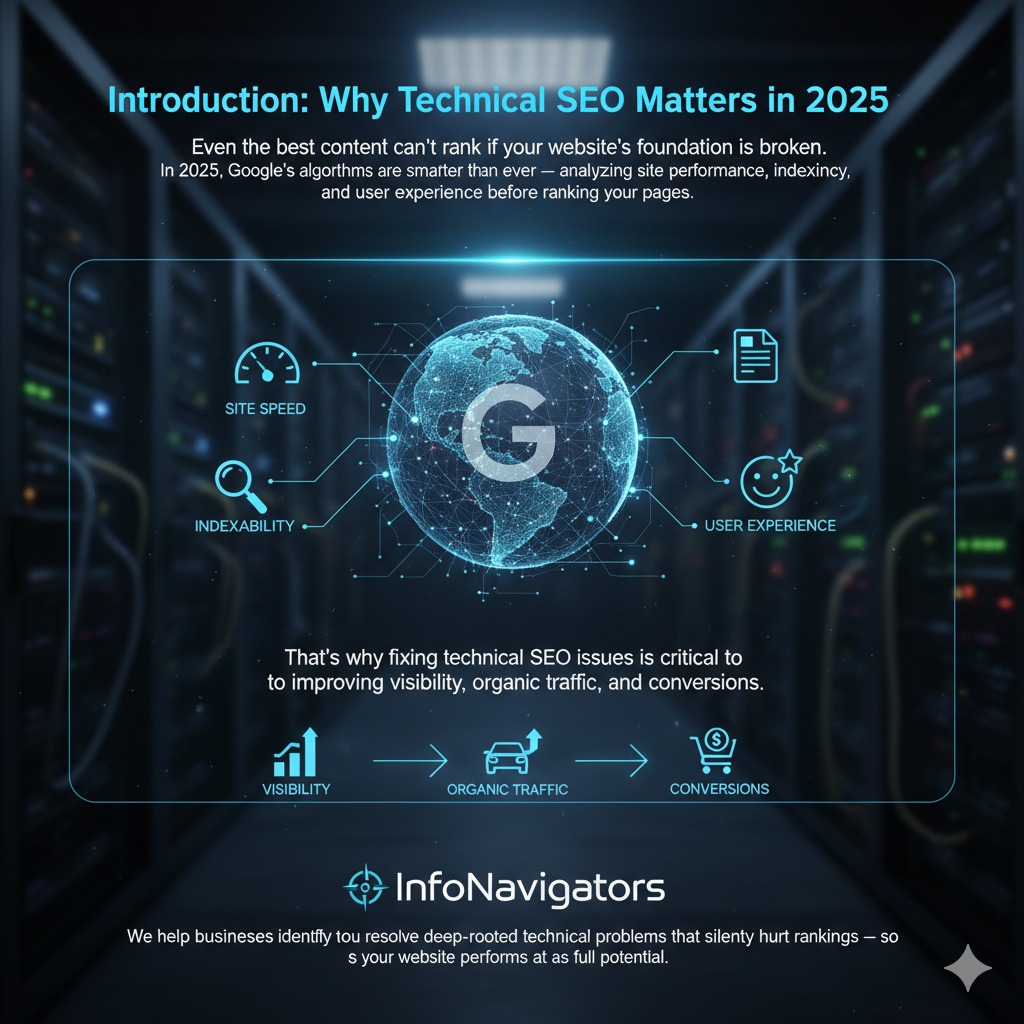 Introduction: Why Technical SEO Matters in 2025
Even the best content can't rank if your website's foundation is broken.
In 2025, Google's algorthms are smarter than ever — analyzing site performance, indexincy,
and user experience before ranking your pages.
G
SITE SPEED
INDEXABILITY
USER EXPERIENCE
That's why fixing technical SEO issues is critical to
to improving visibility, organic traffic, and conversions.
$
VISIBILITY
ORGANIC TRAFFIC
CONVERSIONS
InfoNavigators
We help busineses identffy tou resolve deep-rooted technical problems that silenty hurt rankings — so
s your website performs at as full potential.